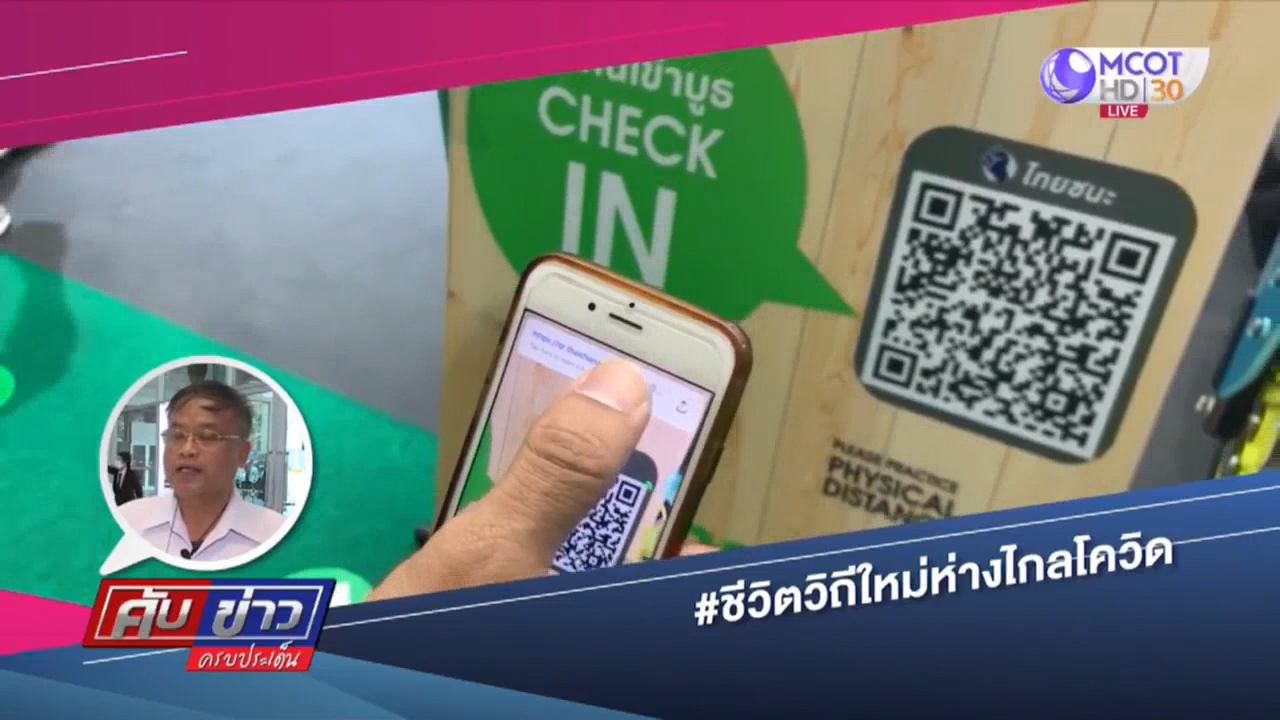 MCOT
HD 30
LIVE
CHECK
IN
ไทยชนะ
PLEASE PRACTICE
PHYSICAL
#ชีวิตวิถีใหม่ห่างไกลโควิด
คับข่าว
ครบประเด็น